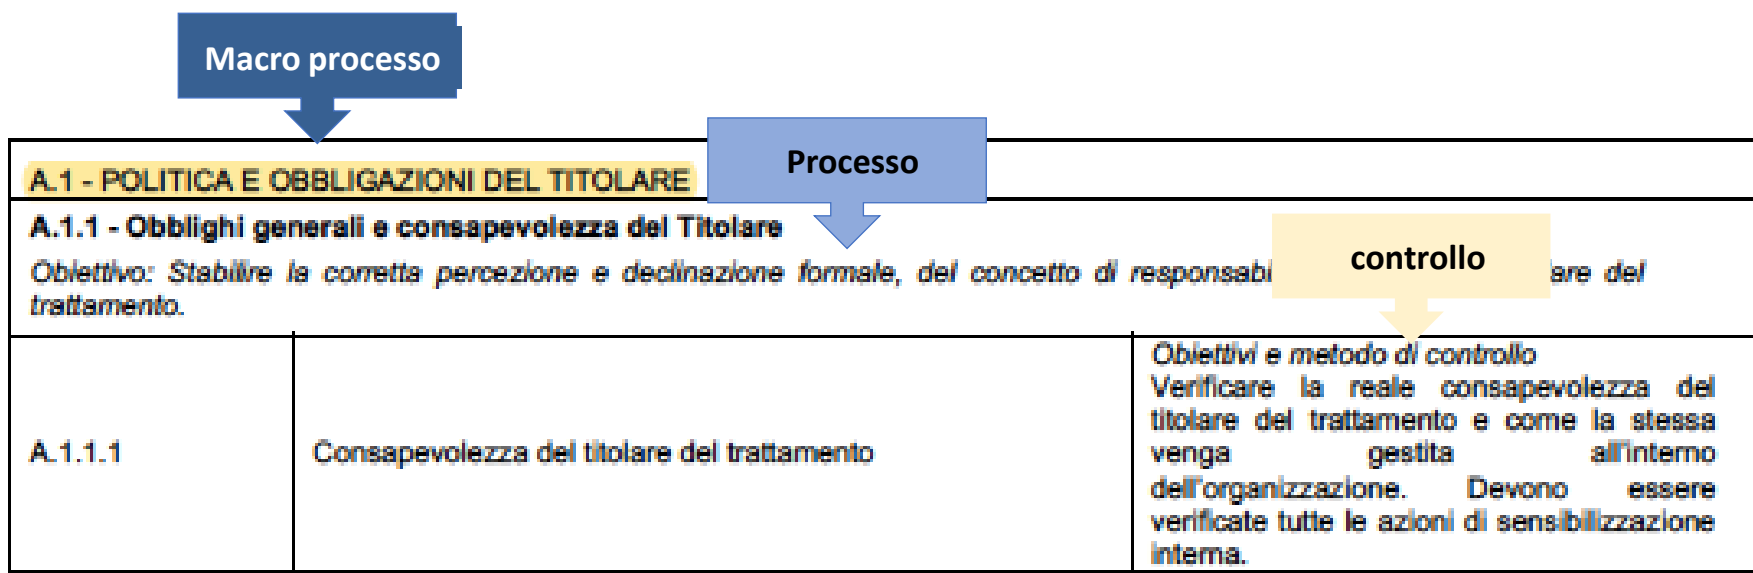 Macro processo
Processo
A.1 - POLITICA E OBBLIGAZIONI DEL TITOLARE
A.1.1 - Obblighi generali e consapevolezza del Titolare
controllo
Obiettivo: Stabilire la corretta percezione e declinazione formale, del concetto di responsabi lare del
trattamento.
A.1.1.1
Consapevolezza del titolare del trattamento
Obiettivi e metodo di controllo
Verificare la reale consapevolezza del
titolare del trattamento e come la stessa
venga gestita all'interno
dell'organizzazione. Devono essere
verificate tutte le azioni di sensibilizzazione
interna.